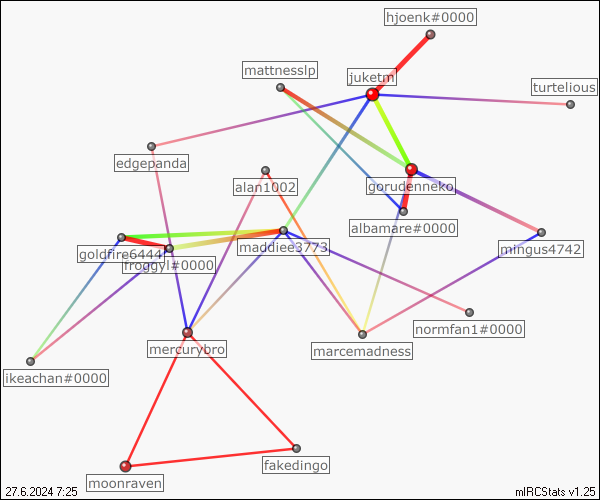 hjoenk#0000
mattnesslp
juketm
turtelious
edgepanda
alan1002
gorudenneko
albamare#0000
goldfire6444
maddiee3773
mingus4742
froggyl#0000
normfan1#0000
mercurybro
marcemadness
ikeachan#0000
fakedingo
moonraven
27.6.2024 7:25
mIRCStats v1.25